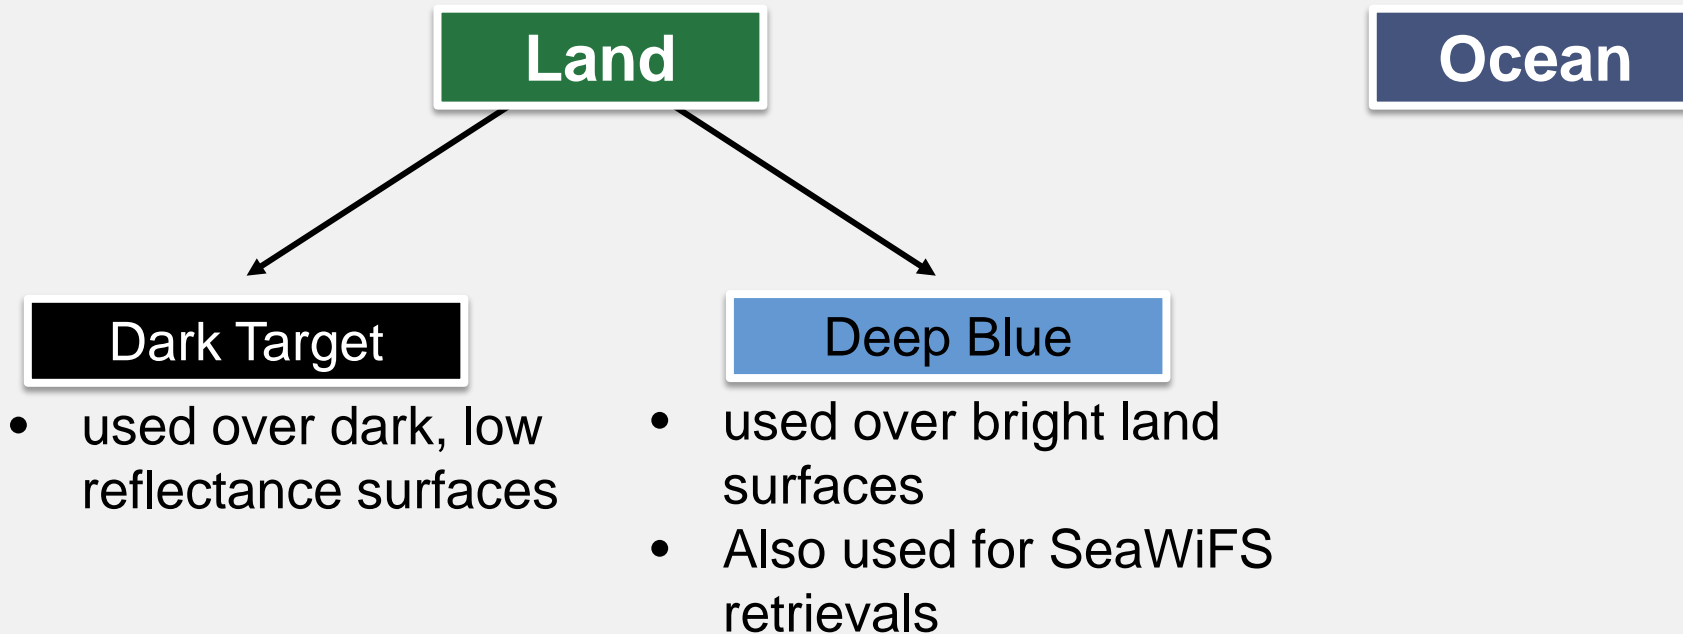 Land
Ocean
Dark Target
Deep Blue
• used over dark, low
reflectance surfaces
• used over bright land
surfaces
• Also used for SeaWiFS
retrievals